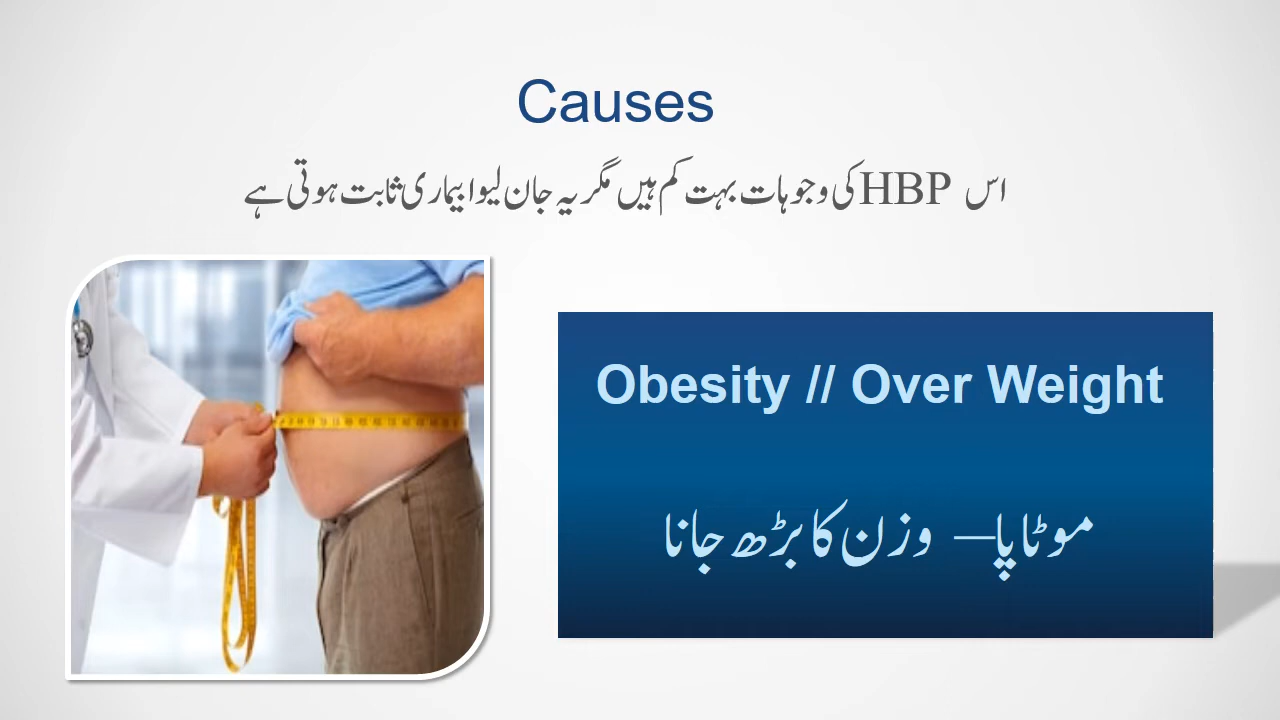 Causes
اس HBP کی وجوہات بہت کم ہیں مگر یہ جان لیوا بیماری ثابت ہوتی ہے
Obesity // Over Weight
موٹاپا– وزن کا بڑھ جانا